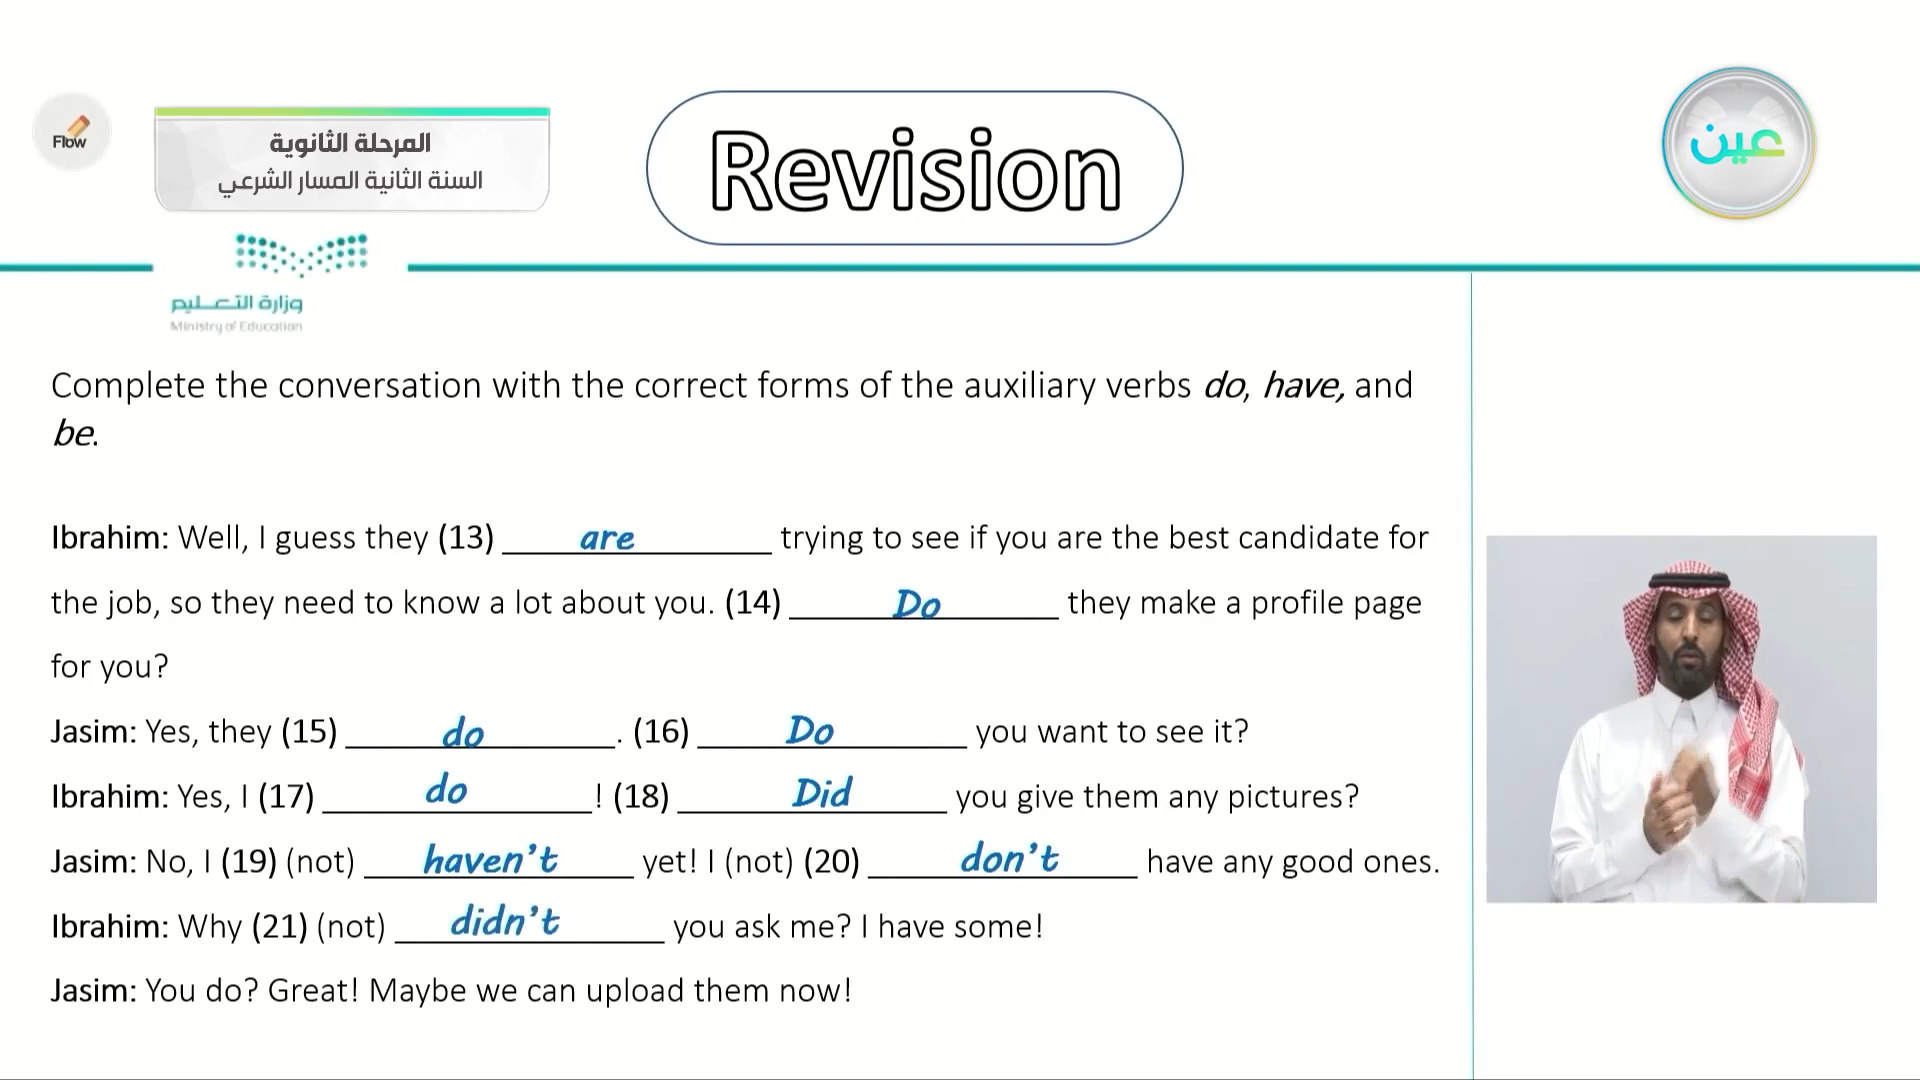 Flow
المرحلة الثانوية
السنة الثانية المسار الشرعي
Revision
عين
وزارة التعليم
Ministry of Education
Complete the conversation with the correct forms of the auxiliary verbs do, have, and
be.
Ibrahim: Well, I guess they (13) are trying to see if you are the best candidate for
the job, so they need to know a lot about you. (14) Do they make a profile page
for you?
Jasim: Yes, they (15) do. (16) Do you want to see it?
Ibrahim: Yes, I (17) do! (18) Did you give them any pictures?
Jasim: No, I (19) (not) haven't yet! I (not) (20) don't have any good ones.
Ibrahim: Why (21) (not) didn't you ask me? I have some!
Jasim: You do? Great! Maybe we can upload them now!